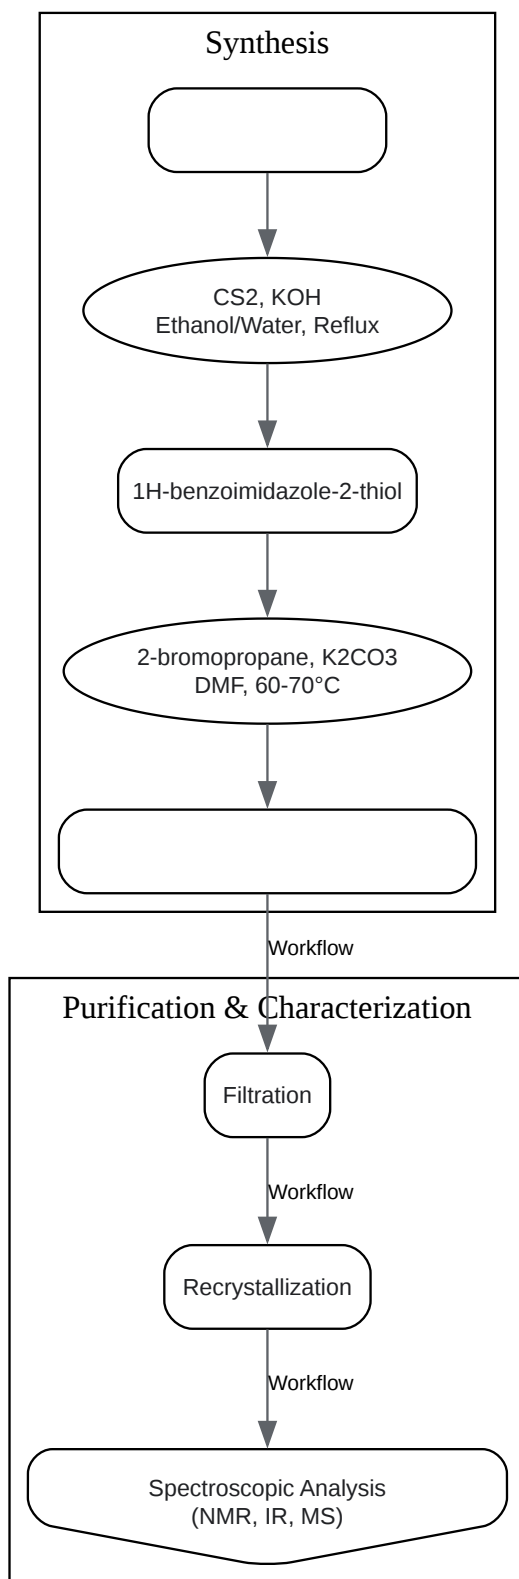 Synthesis
CS2, KOH
Ethanol/Water, Reflux
1H-benzoimidazole-2-thiol
2-bromopropane, K2CO3
DMF, 60-70°C
Workflow
Purification & Characterization
Filtration
Workflow
Recrystallization
Workflow
Spectroscopic Analysis
(NMR, IR, MS)